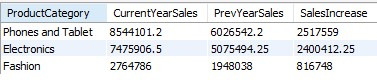 ProductCategory CurrentYearSales PrevYearSales SalesIncrease
Phones and Tablet 8544101.2 6026542.2 2517559
Electronics 7475906.5 5075494.25 2400412.25
Fashion 2764786 1948038 816748